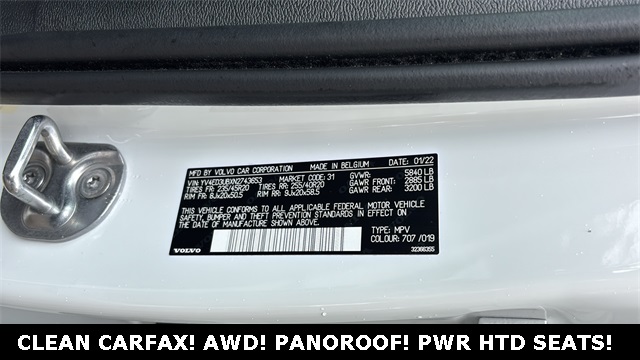 MFD. BY VOLVO CAR CORPORATION MADE IN BELGIUM 01/22
VIN: YV4ED3UBXN2743653 MARKET CODE: 31 GVWR: 5840 LB
TIRES FR: 235/45R20 TIRES RR: 255/40R20 GAWR FRONT: 2885 LB
RIM FR: 8Jx20x50.5 RIM RR: 9Jx20x58.5 GAWR REAR: 3200 LB
THIS VEHICLE CONFORMS TO ALL APPLICABLE FEDERAL MOTOR VEHICLE
SAFETY, BUMPER AND THEFT PREVENTION STANDARDS IN EFFECT ON
THE DATE OF MANUFACTURE SHOWN ABOVE.
TYPE: MPV
COLOUR: 707 /019
VOLVO 32368355
CLEAN CARFAX! AWD! PANOROOF! PWR HTD SEATS!